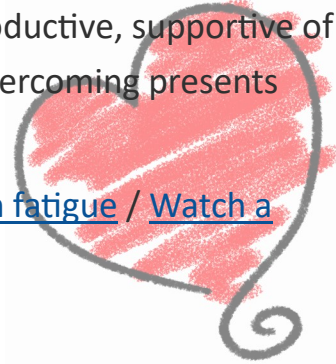 oductive, supportive of
ercoming presents
fatigue / Watch a